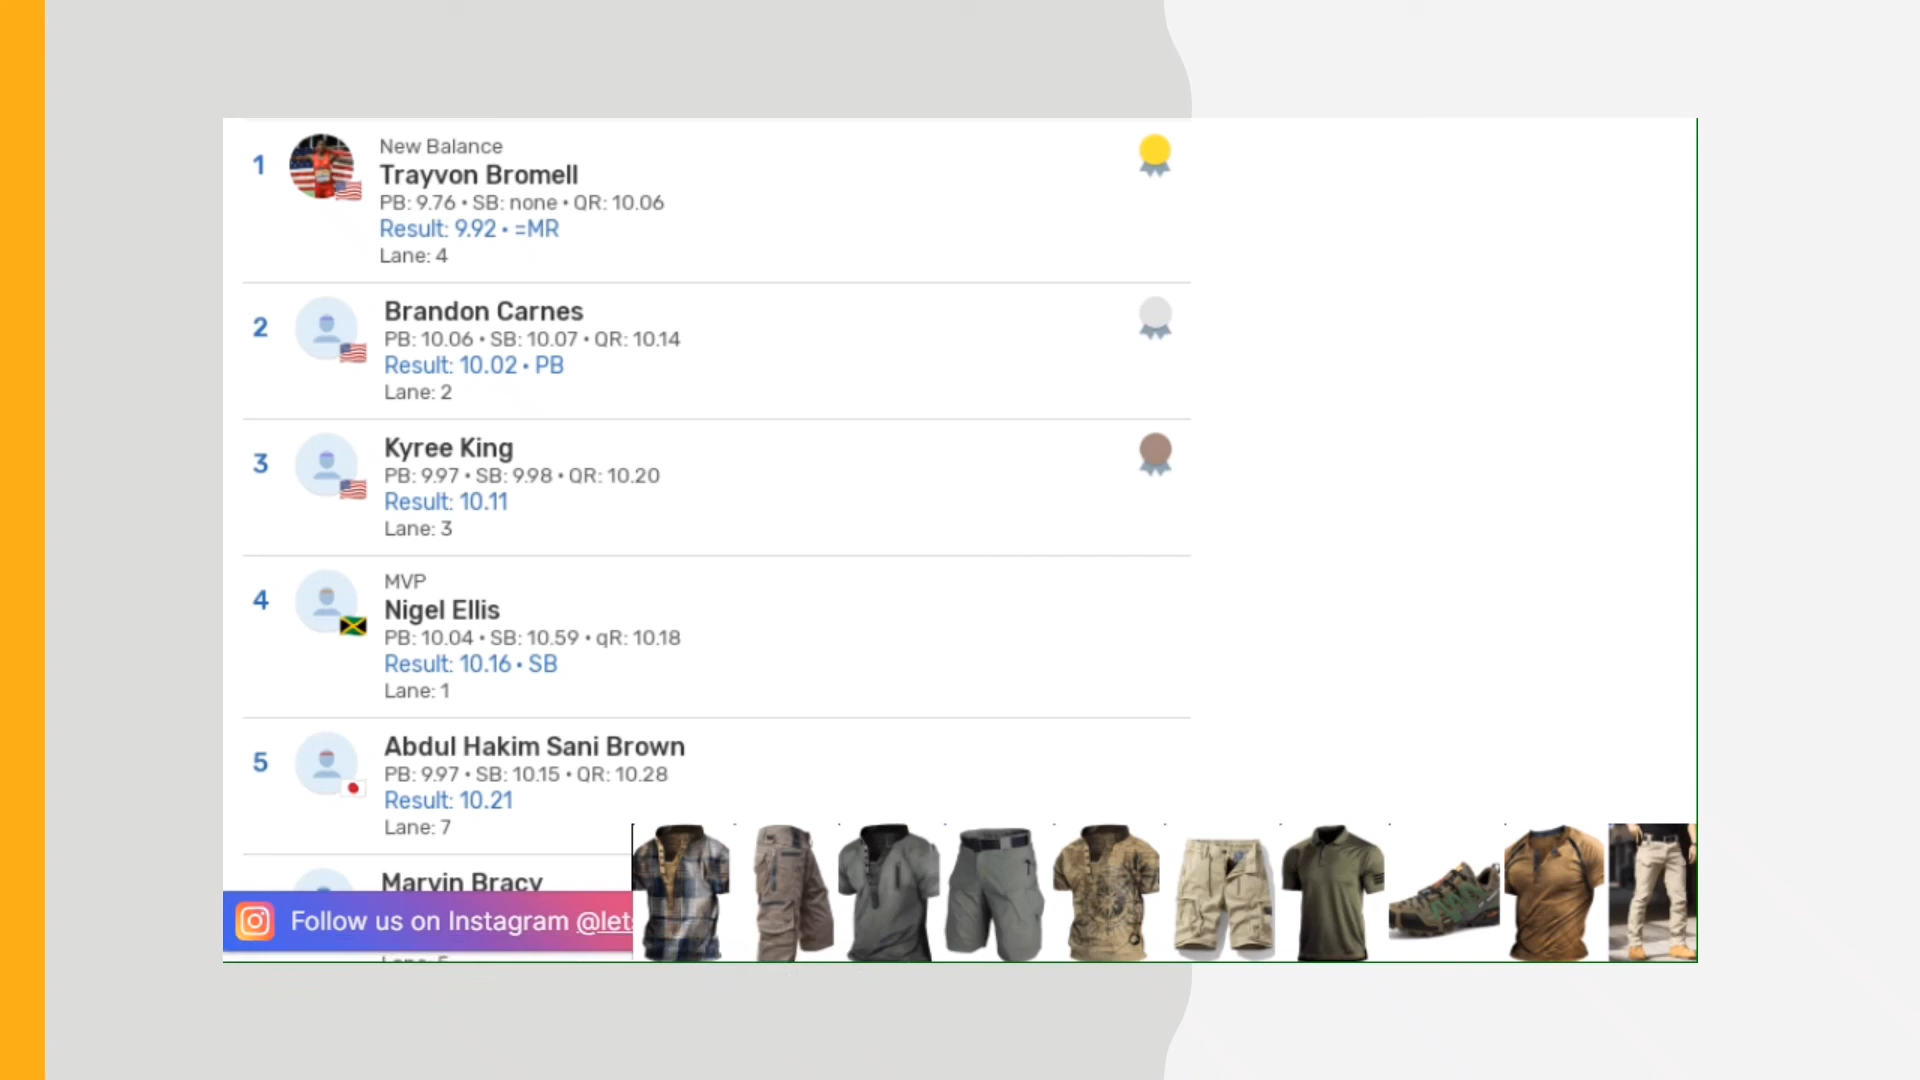 1
New Balance
Trayvon Bromell
PB: 9.76 • SB: none • QR: 10.06
Result: 9.92 • =MR
Lane: 4
2
Brandon Carnes
PB: 10.06 • SB: 10.07 • QR: 10.14
Result: 10.02 • PB
Lane: 2
3
Kyree King
PB: 9.97 • SB: 9.98 • QR: 10.20
Result: 10.11
Lane: 3
4
MVP
Nigel Ellis
PB: 10.04 • SB: 10.59 • qR: 10.18
Result: 10.16 • SB
Lane: 1
5
Abdul Hakim Sani Brown
PB: 9.97 • SB: 10.15 • QR: 10.28
Result: 10.21
Lane: 7
Marvin Bracy
Follow us on Instagram @let